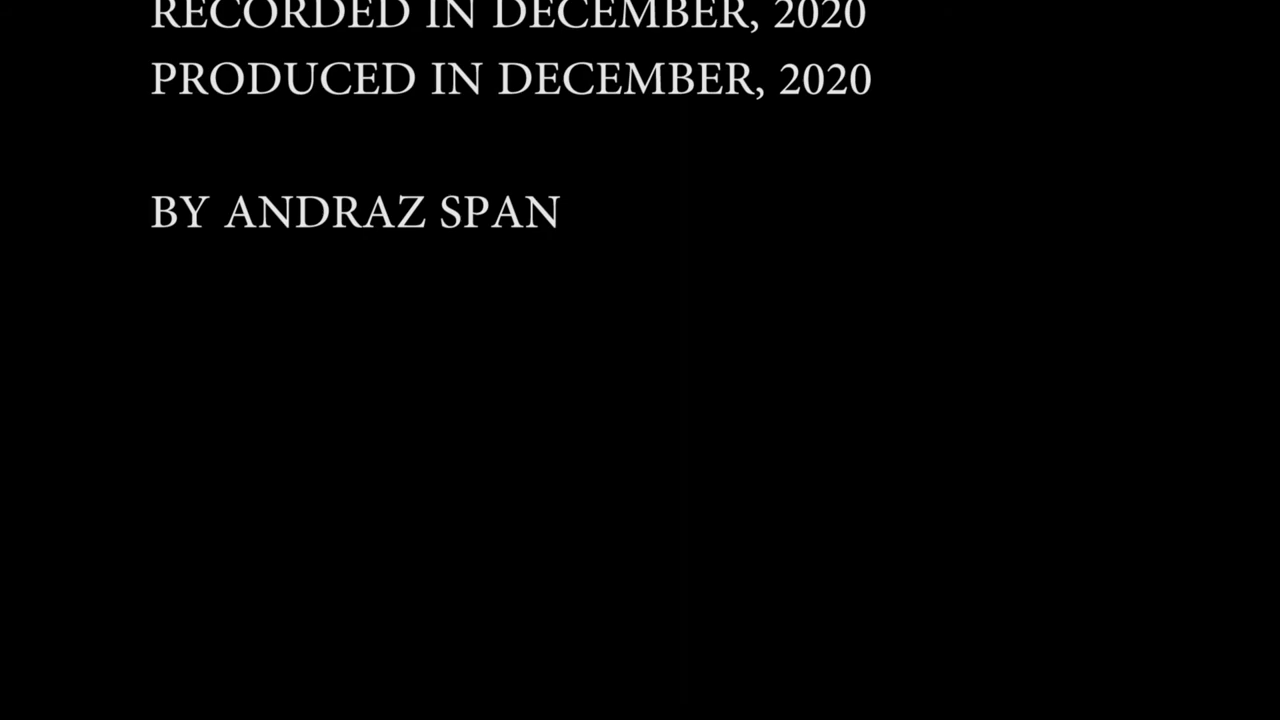 RECORDED IN DECEMBER, 2020
PRODUCED IN DECEMBER, 2020
BY ANDRAZ SPAN